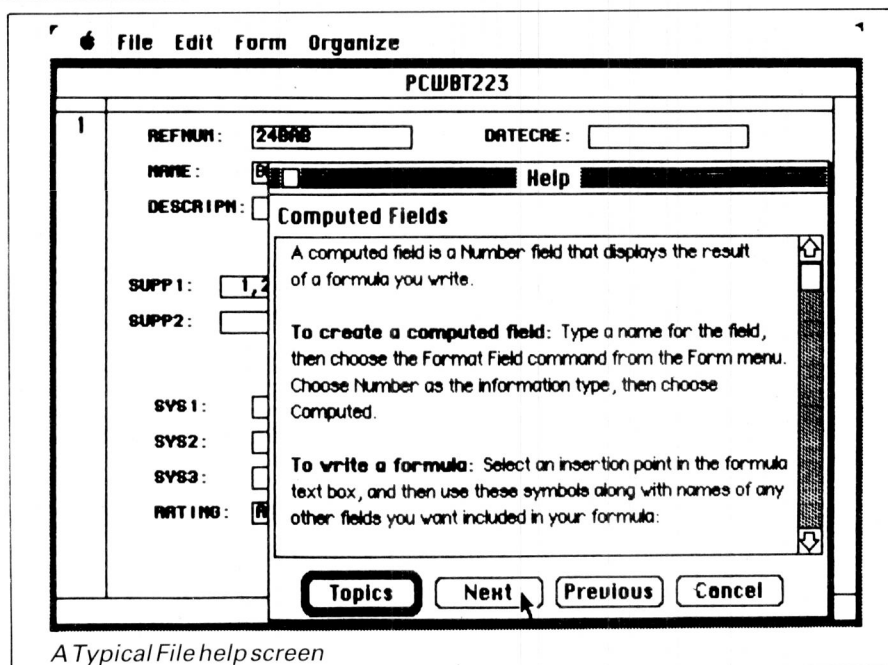 File Edit Form Organize
PCWBT223
1
REFNUM: 24BAB DATECRE:
NAME: B
DESCRIPN:
SUPP1: 1,2
SUPP2:
SYS1:
SYS2:
SYS3:
RATING:
Help
Computed Fields
A computed field is a Number field that displays the result
of a formula you write.
To create a computed field: Type a name for the field,
then choose the Format Field command from the Form menu.
Choose Number as the information type, then choose
Computed.
To write a formula: Select an insertion point in the formula
text box, and then use these symbols along with names of any
other fields you want included in your formula:
Topics Next Previous Cancel
A Typical File help screen